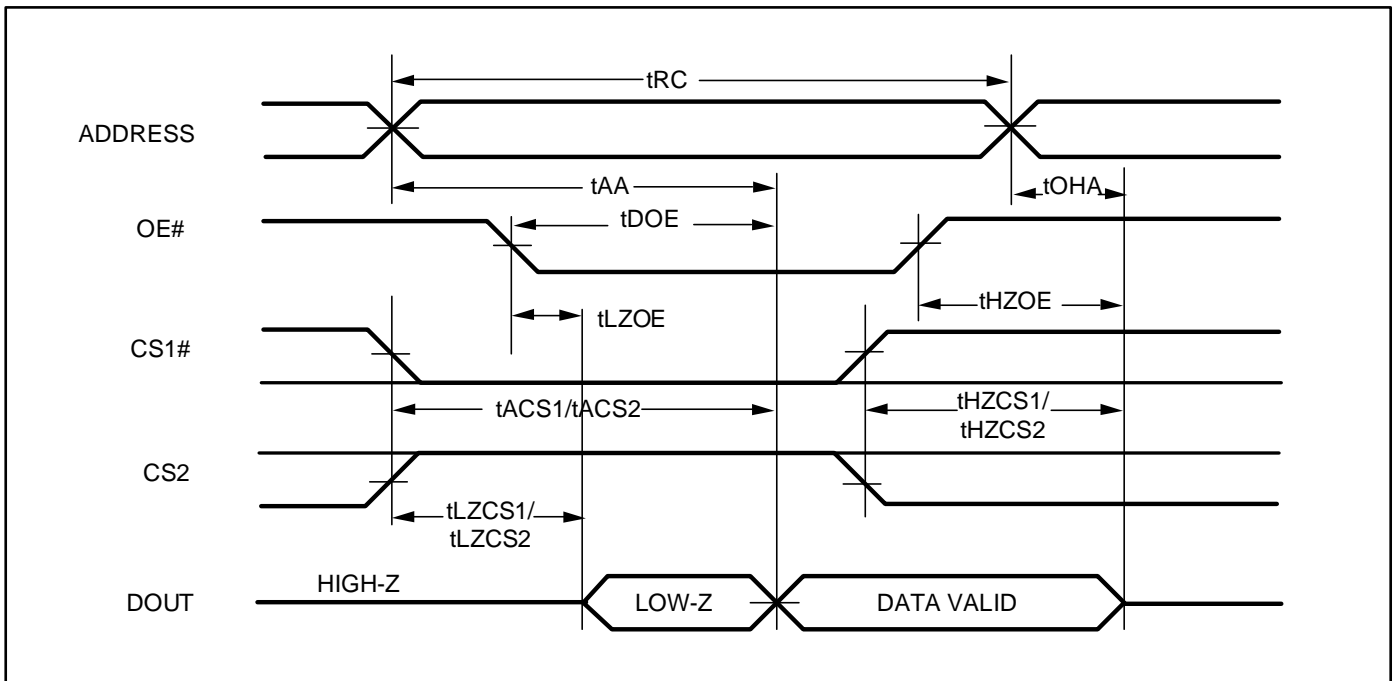 tRC
ADDRESS
tAA
tOHA
OE#
tDOE
tHZOE
tLZOE
CS1#
tACS1/tACS2
tHZCS1/
tHZCS2
CS2
tLZCS1/
tLZCS2
DOUT
HIGH-Z
LOW-Z
DATA VALID